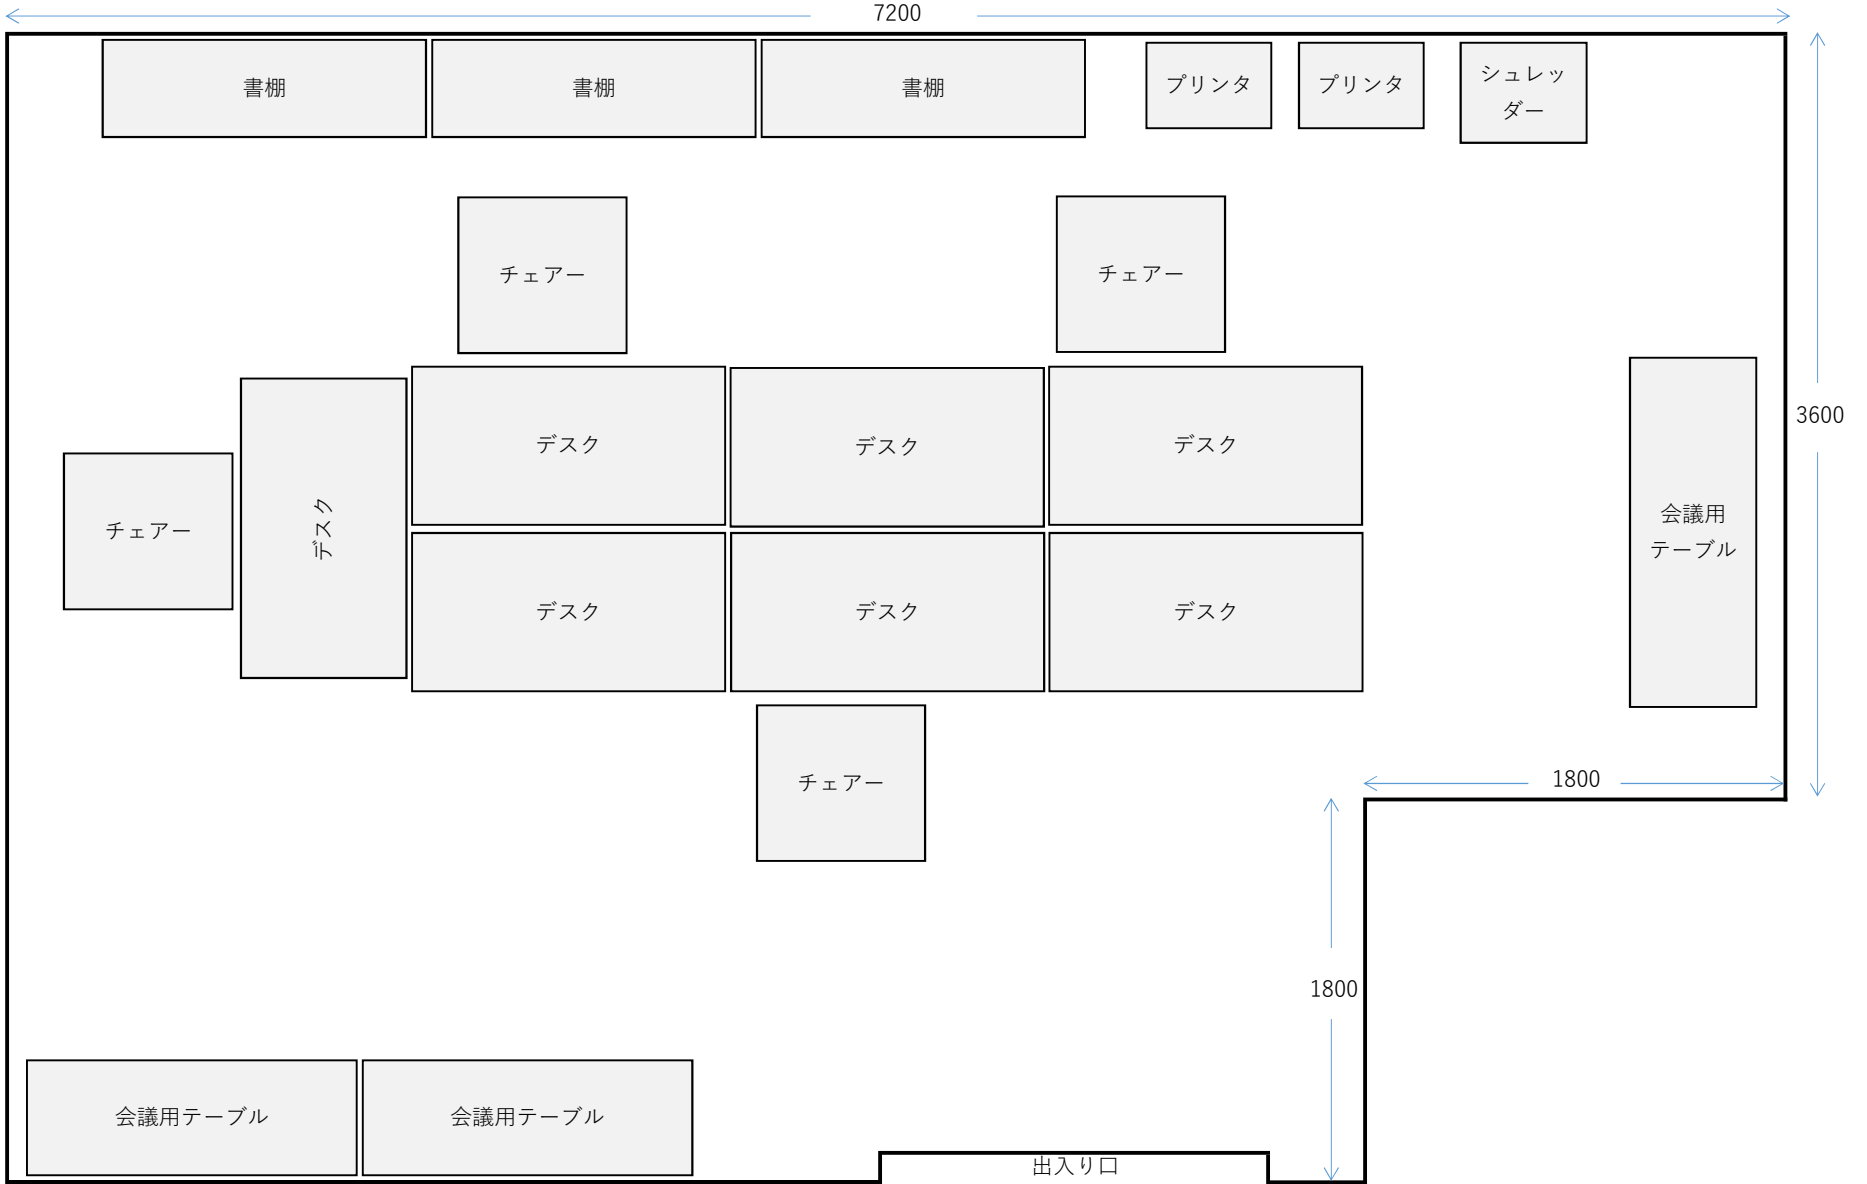 7200
書棚
書棚
書棚
プリンタ
プリンタ
シュレッ
ダー
チェアー
チェアー
3600
デスク
デスク
デスク
チェアー
デスク
会議用
テーブル
デスク
デスク
デスク
チェアー
1800
1800
会議用テーブル
会議用テーブル
出入り口